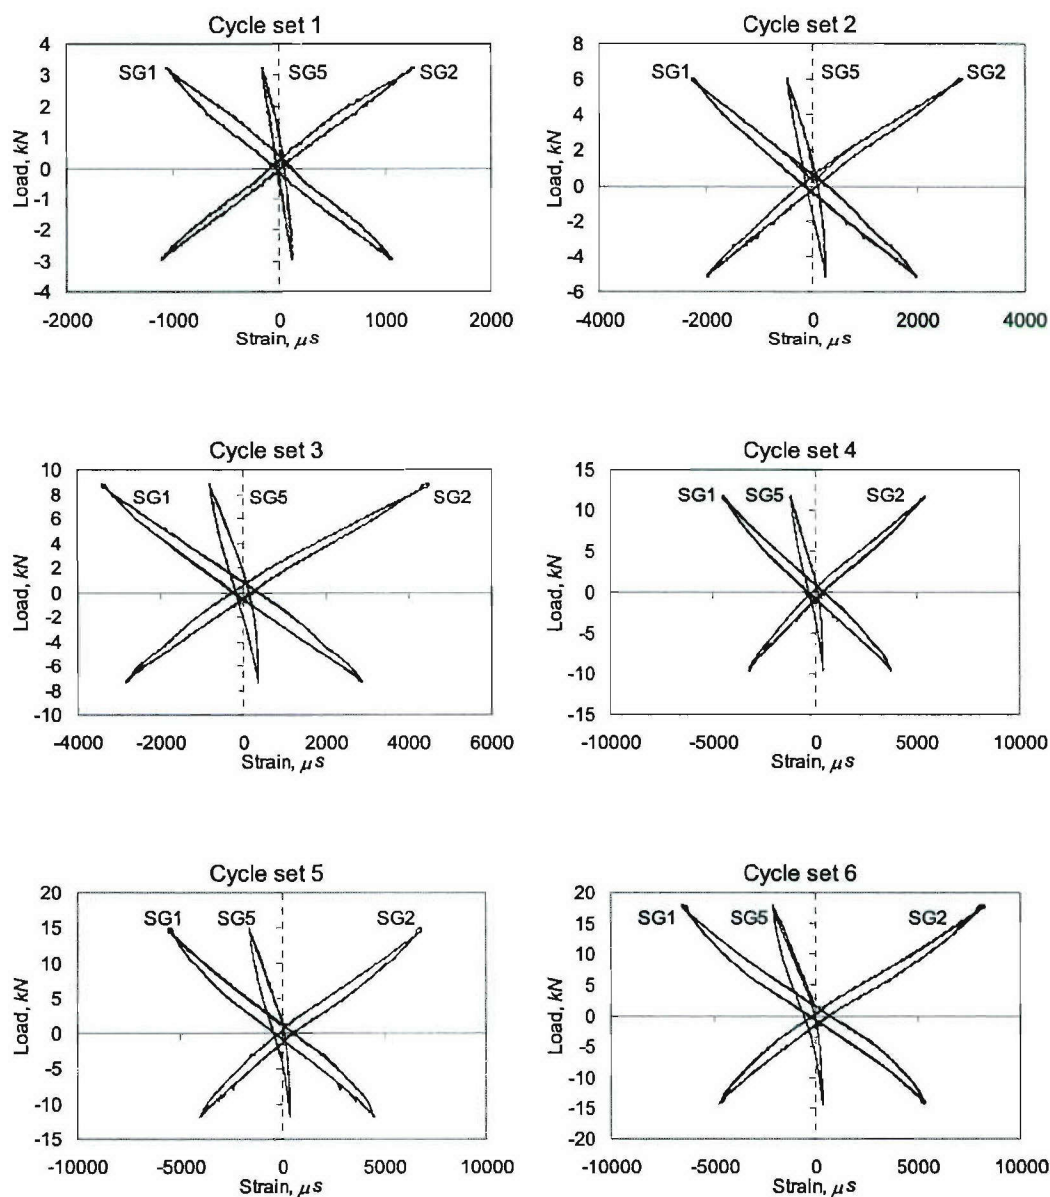 Cycle set 1
4
3
2
1
0
-1
-2
-3
-4
Load, kN
SG1
SG5
SG2
-2000 -1000 0 1000 2000
Strain, μs
Cycle set 2
8
6
4
2
0
-2
-4
-6
Load, kN
SG1
SG5
SG2
-4000 -2000 0 2000 4000
Strain, μs
Cycle set 3
10
8
6
4
2
0
-2
-4
-6
-8
-10
Load, kN
SG1
SG5
SG2
-4000 -2000 0 2000 4000 6000
Strain, μs
Cycle set 4
15
10
5
0
-5
-10
-15
Load, kN
SG1
SG5
SG2
-10000 -5000 0 5000 10000
Strain, μs
Cycle set 5
20
15
10
5
0
-5
-10
-15
Load, kN
SG1
SG5
SG2
-10000 -5000 0 5000 10000
Strain, μs
Cycle set 6
20
15
10
5
0
-5
-10
-15
-20
Load, kN
SG1
SG5
SG2
-10000 -5000 0 5000 10000
Strain, μs